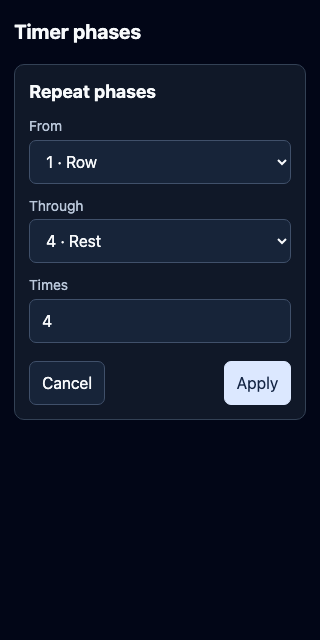 Timer phases
Repeat phases
From
1 · Row
Through
4 · Rest
Times
4
Cancel
Apply